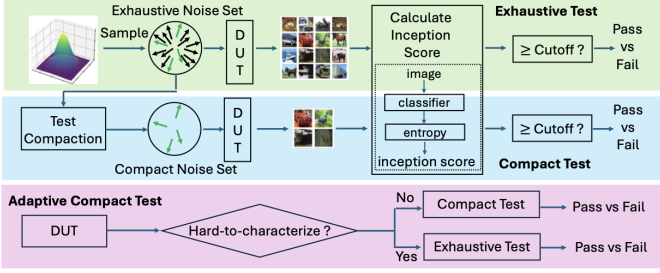 Exhaustive Noise Set
Sample
D
U
T
Calculate
Inception
Score
image
classifier
entropy
inception score
Exhaustive Test
≥ Cutoff ?
Pass
vs
Fail
Test
Compaction
Compact Noise Set
D
U
T
≥ Cutoff ?
Pass
vs
Fail
Compact Test
Adaptive Compact Test
DUT
Hard-to-characterize ?
No
Compact Test
Pass vs Fail
Yes
Exhaustive Test
Pass vs Fail